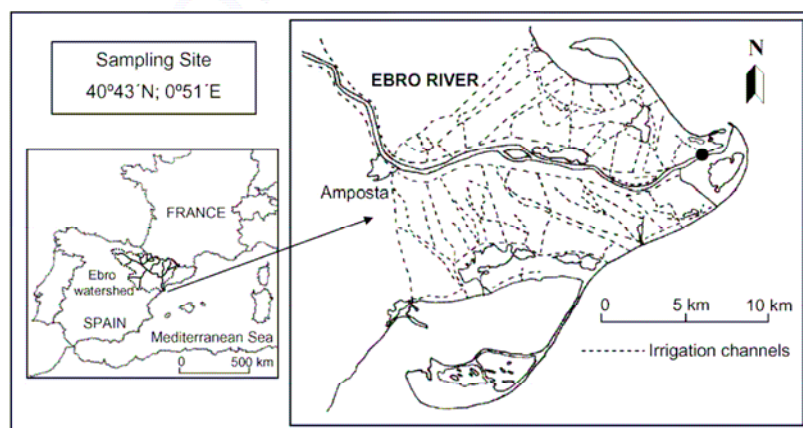 Sampling Site
40º43´N; 0º51´E
EBRO RIVER
N
Amposta
FRANCE
Ebro
watershed
SPAIN
Mediterranean Sea
0 500 km
0 5 km 10 km
Irrigation channels